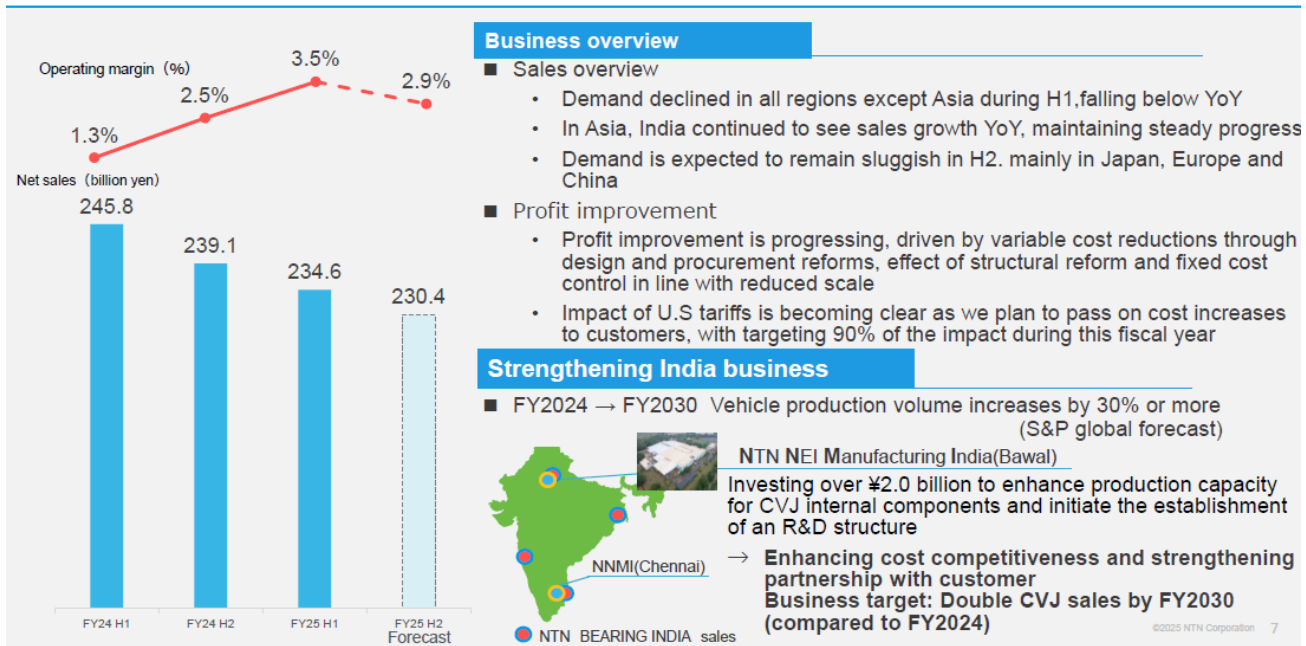 Operating margin（%）
1.3%
2.5%
3.5%
2.9%
Net sales（billion yen）
245.8
239.1
234.6
230.4
FY24 H1
FY24 H2
FY25 H1
FY25 H2
Forecast
Business overview
■ Sales overview
• Demand declined in all regions except Asia during H1,falling below YoY
• In Asia, India continued to see sales growth YoY, maintaining steady progress
• Demand is expected to remain sluggish in H2. mainly in Japan, Europe and
China
■ Profit improvement
• Profit improvement is progressing, driven by variable cost reductions through
design and procurement reforms, effect of structural reform and fixed cost
control in line with reduced scale
• Impact of U.S tariffs is becoming clear as we plan to pass on cost increases
to customers, with targeting 90% of the impact during this fiscal year
Strengthening India business
■ FY2024 → FY2030 Vehicle production volume increases by 30% or more
(S&P global forecast)
NTN NEI Manufacturing India(Bawal)
Investing over ¥2.0 billion to enhance production capacity
for CVJ internal components and initiate the establishment
of an R&D structure
NNMI(Chennai)
→ Enhancing cost competitiveness and strengthening
partnership with customer
Business target: Double CVJ sales by FY2030
(compared to FY2024)
NTN BEARING INDIA sales
©2025 NTN Corporation 7